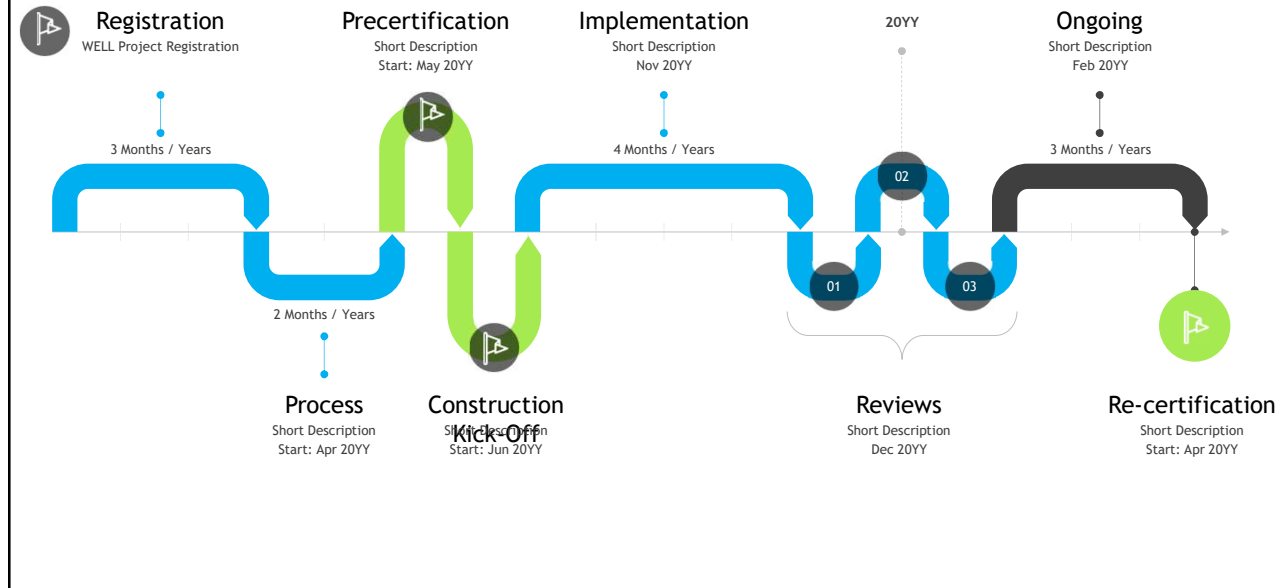 Registration
WELL Project Registration
3 Months / Years
Precertification
Short Description
Start: May 20YY
Implementation
Short Description
Nov 20YY
4 Months / Years
20YY
Ongoing
Short Description
Feb 20YY
3 Months / Years
02
01
03
2 Months / Years
Process
Short Description
Start: Apr 20YY
Construction
Kick-Off
Short Description
Start: Jun 20YY
Reviews
Short Description
Dec 20YY
Re-certification
Short Description
Start: Apr 20YY